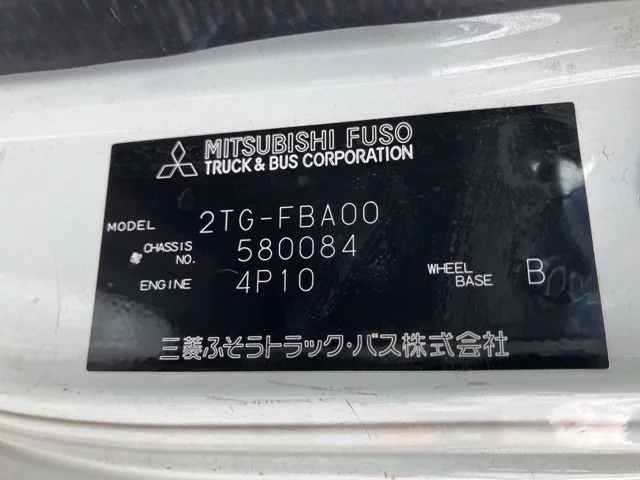 MITSUBISHI FUSO
TRUCK & BUS CORPORATION
MODEL 2TG-FBA00
CHASSIS NO. 580084
ENGINE 4P10
WHEEL BASE B
三菱ふそうトラック・バス株式会社